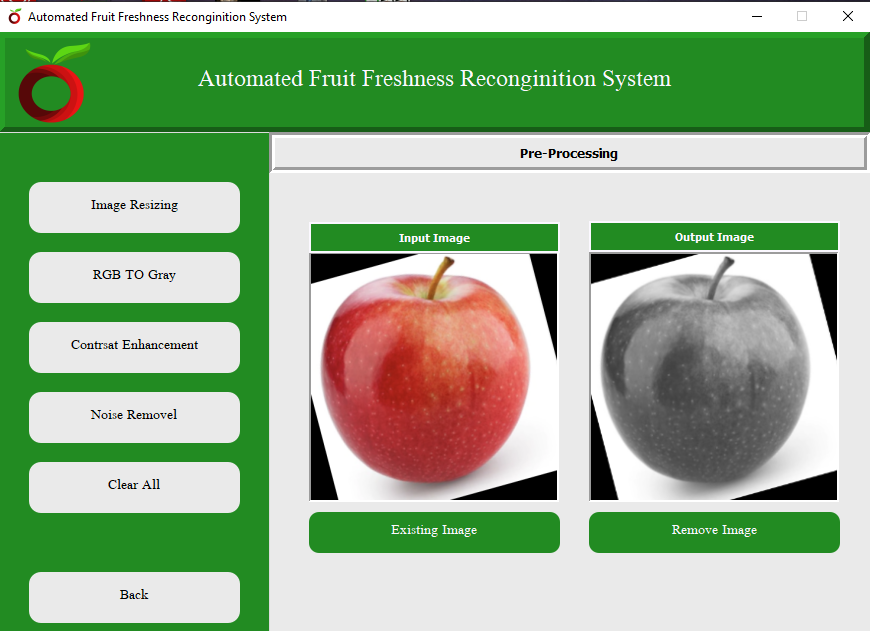 Automated Fruit Freshness Reconginition System
Automated Fruit Freshness Reconginition System
Pre-Processing
Image Resizing
RGB TO Gray
Contrsat Enhancement
Noise Removel
Clear All
Back
Input Image
Output Image
Existing Image
Remove Image